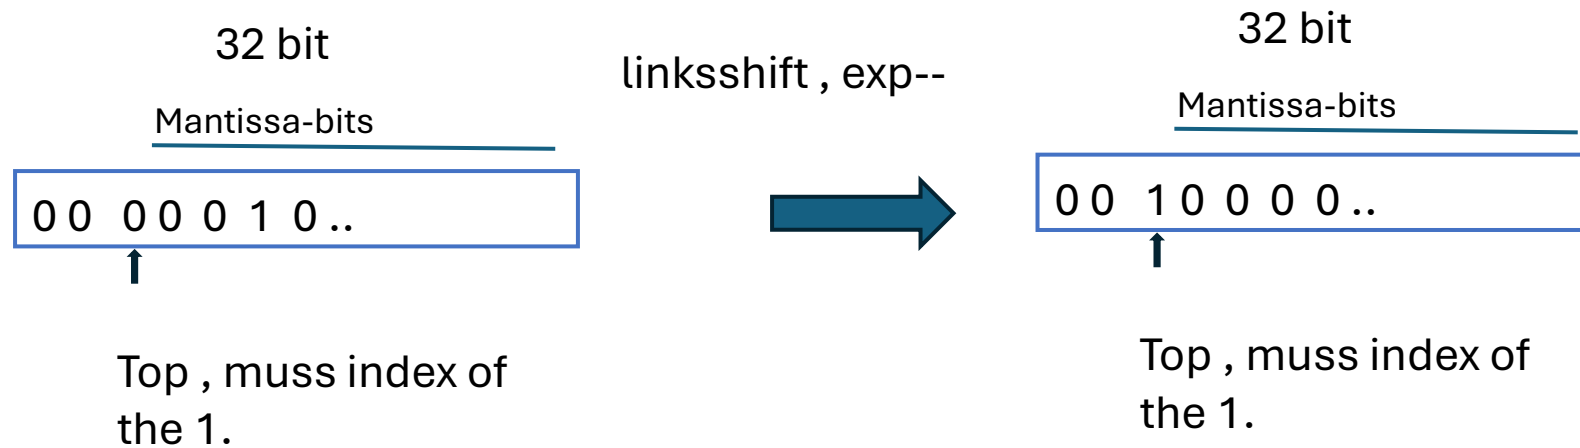 32 bit
Mantissa-bits
0 0 0 0 0 1 0 ..
Top , muss index of
the 1.
linksshift , exp--
32 bit
Mantissa-bits
0 0 1 0 0 0 0 ..
Top , muss index of
the 1.